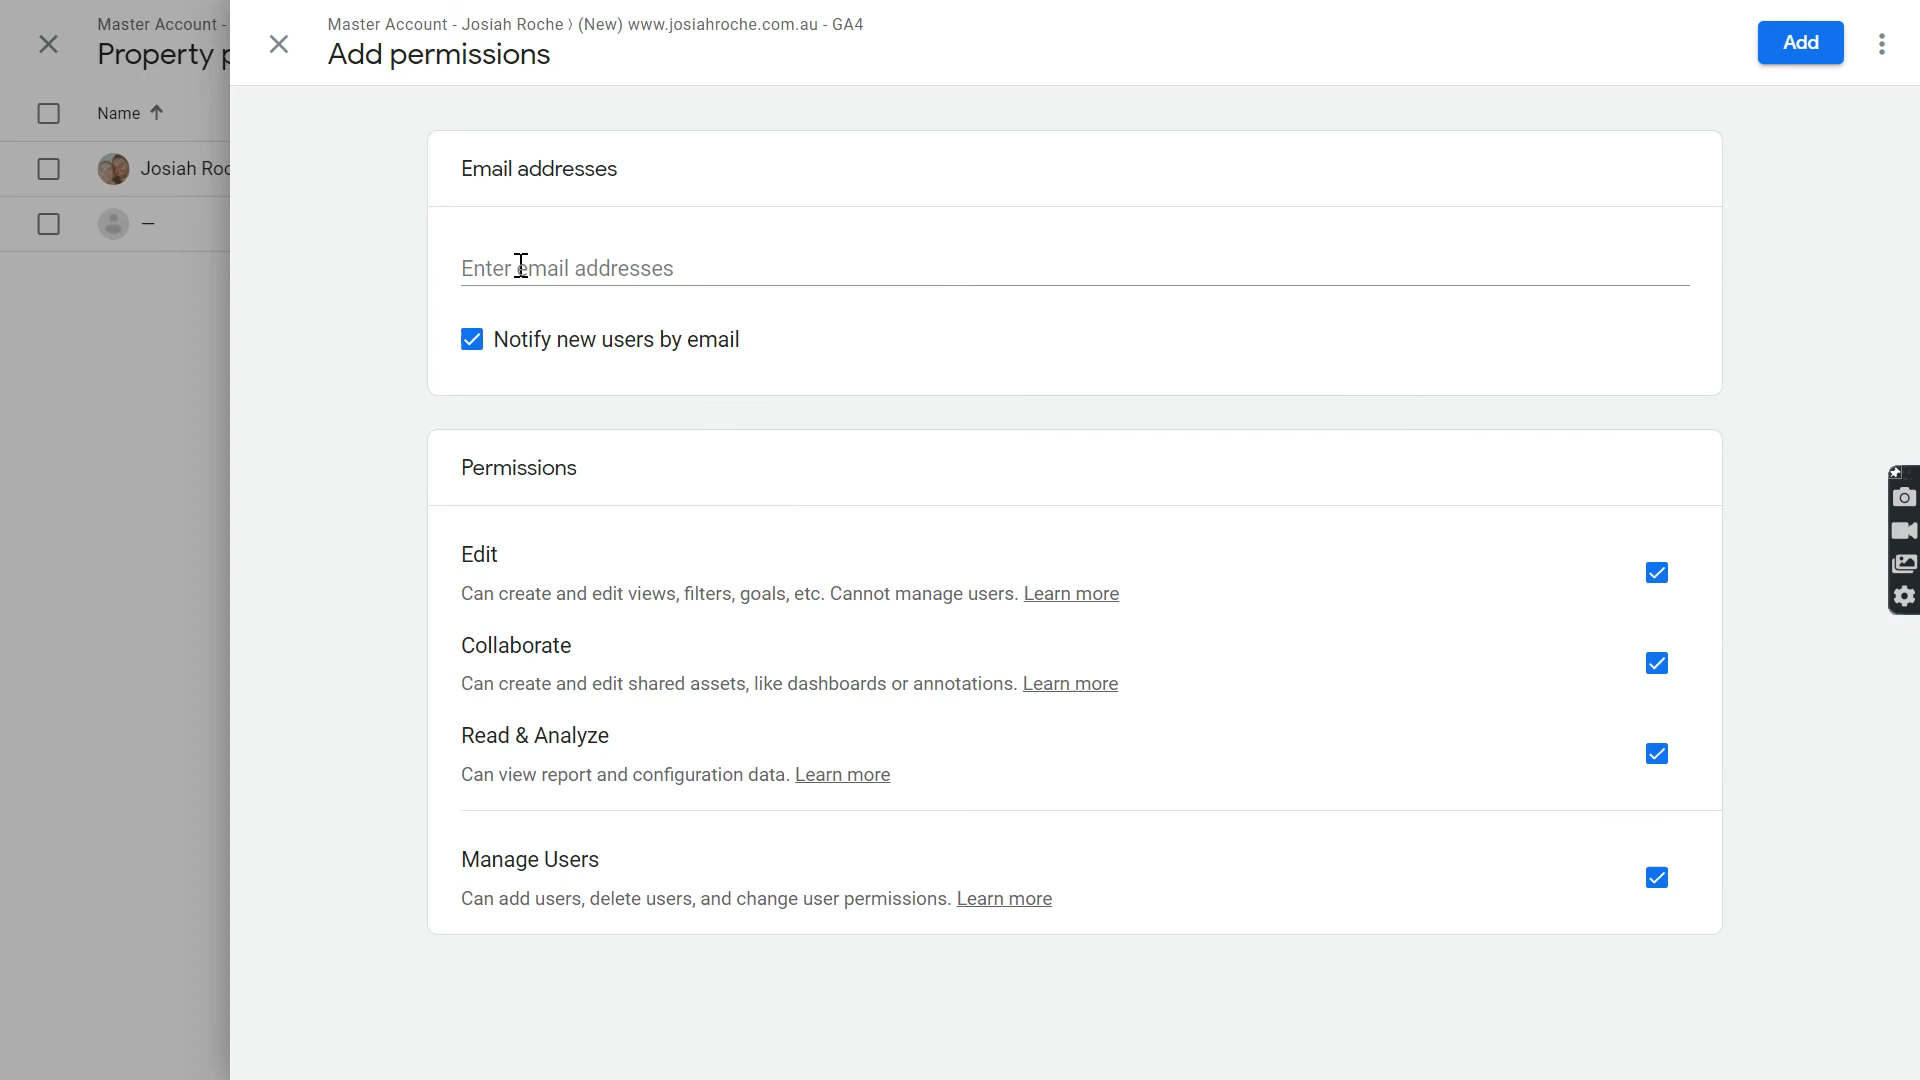 Master Account -
Property p
Name
Josiah Roc
—
Master Account - Josiah Roche › (New) www.josiahroche.com.au - GA4
Add permissions
Add
Email addresses
Enter email addresses
Notify new users by email
Permissions
Edit
Can create and edit views, filters, goals, etc. Cannot manage users. Learn more
Collaborate
Can create and edit shared assets, like dashboards or annotations. Learn more
Read & Analyze
Can view report and configuration data. Learn more
Manage Users
Can add users, delete users, and change user permissions. Learn more